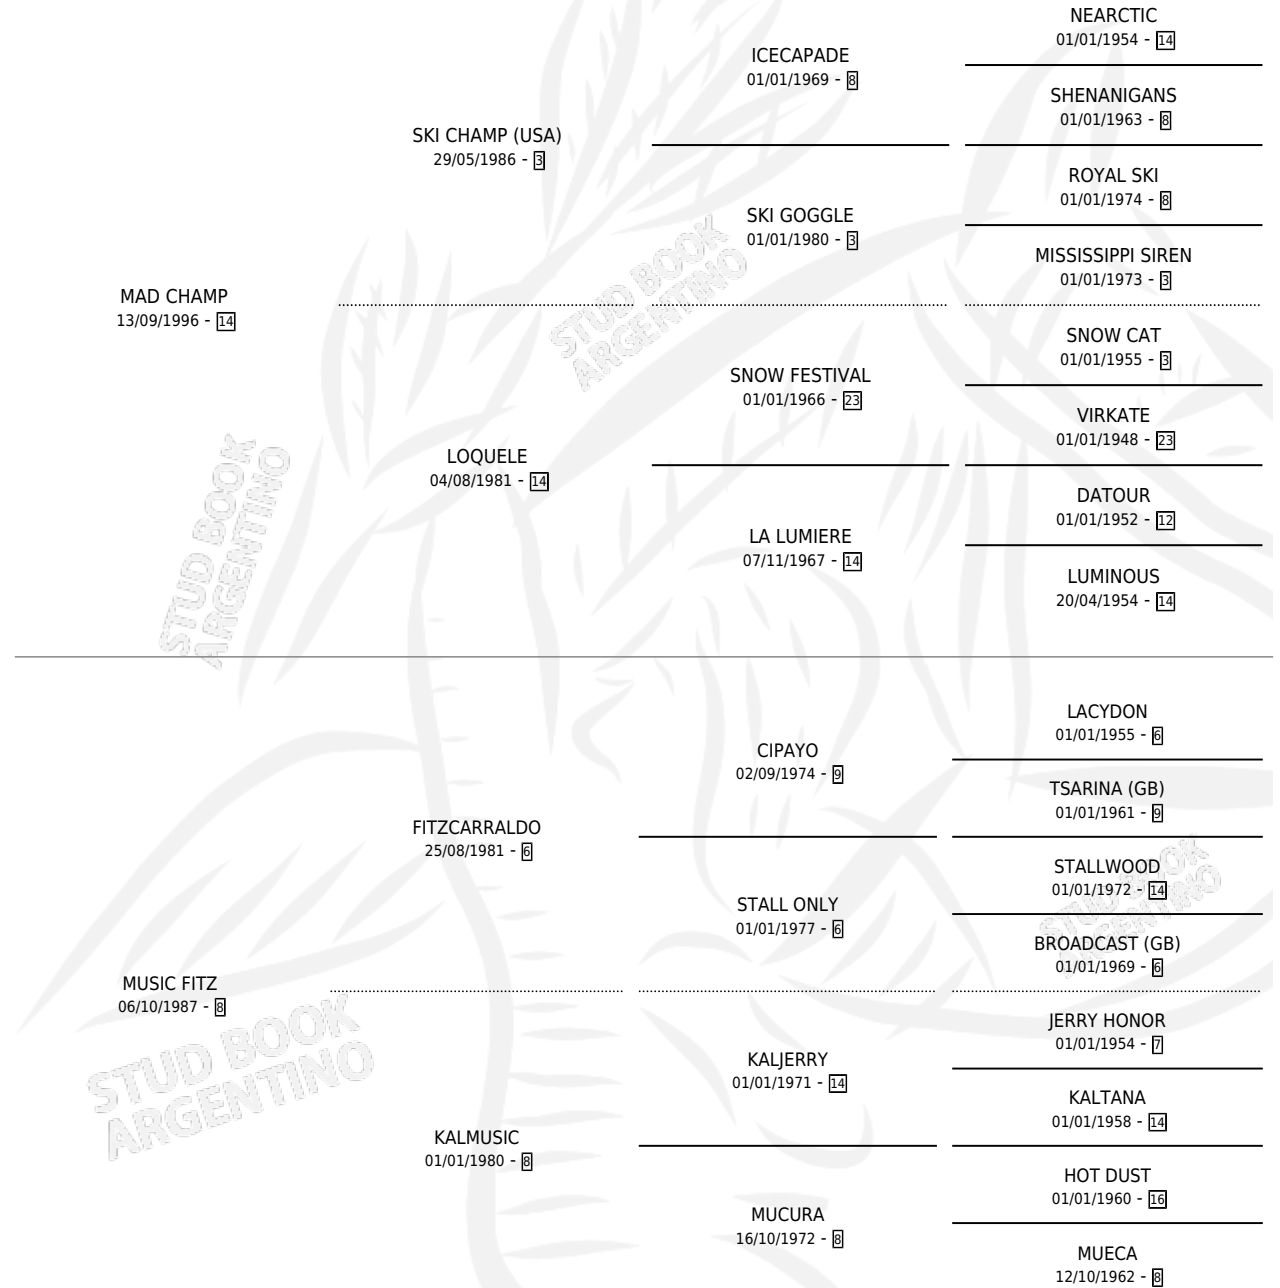 NEARCTIC
01/01/1954 - 14
ICECAPADE
01/01/1969 - 8
SHENANIGANS
01/01/1963 - 8
SKI CHAMP (USA)
29/05/1986 - 3
ROYAL SKI
01/01/1974 - 8
SKI GOGGLE
01/01/1980 - 3
MISSISSIPPI SIREN
01/01/1973 - 3
MAD CHAMP
13/09/1996 - 14
SNOW CAT
01/01/1955 - 3
SNOW FESTIVAL
01/01/1966 - 23
VIRKATE
01/01/1948 - 23
LOQUELE
04/08/1981 - 14
DATOUR
01/01/1952 - 12
LA LUMIERE
07/11/1967 - 14
LUMINOUS
20/04/1954 - 14
STUD BOOK
ARGENTINO
STUD BOOK
ARGENTINO
LACYDON
01/01/1955 - 6
CIPAYO
02/09/1974 - 9
TSARINA (GB)
01/01/1961 - 9
FITZCARRALDO
25/08/1981 - 6
STALLWOOD
01/01/1972 - 14
STALL ONLY
01/01/1977 - 6
BROADCAST (GB)
01/01/1969 - 6
MUSIC FITZ
06/10/1987 - 8
JERRY HONOR
01/01/1954 - 7
KALJERRY
01/01/1971 - 14
KALTANA
01/01/1958 - 14
KALMUSIC
01/01/1980 - 8
HOT DUST
01/01/1960 - 16
MUCURA
16/10/1972 - 8
MUECA
12/10/1962 - 8
STUD BOOK
ARGENTINO
STUD BOOK
ARGENTINO